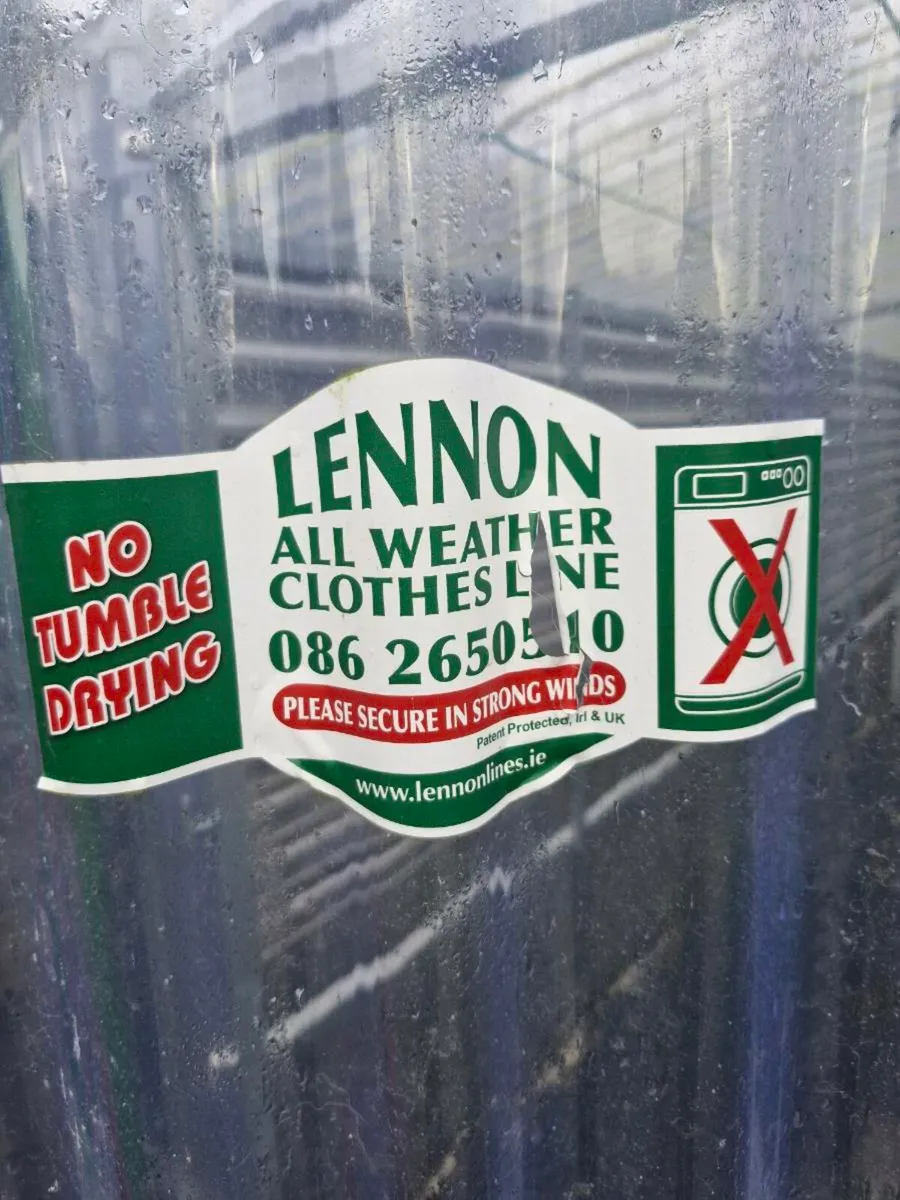 NO
TUMBLE
DRYING
LENNON
ALL WEATHER
CLOTHES LINE
086 2650510
PLEASE SECURE IN STRONG WINDS
Patent Protected, Irl & UK
www.lennonlines.ie